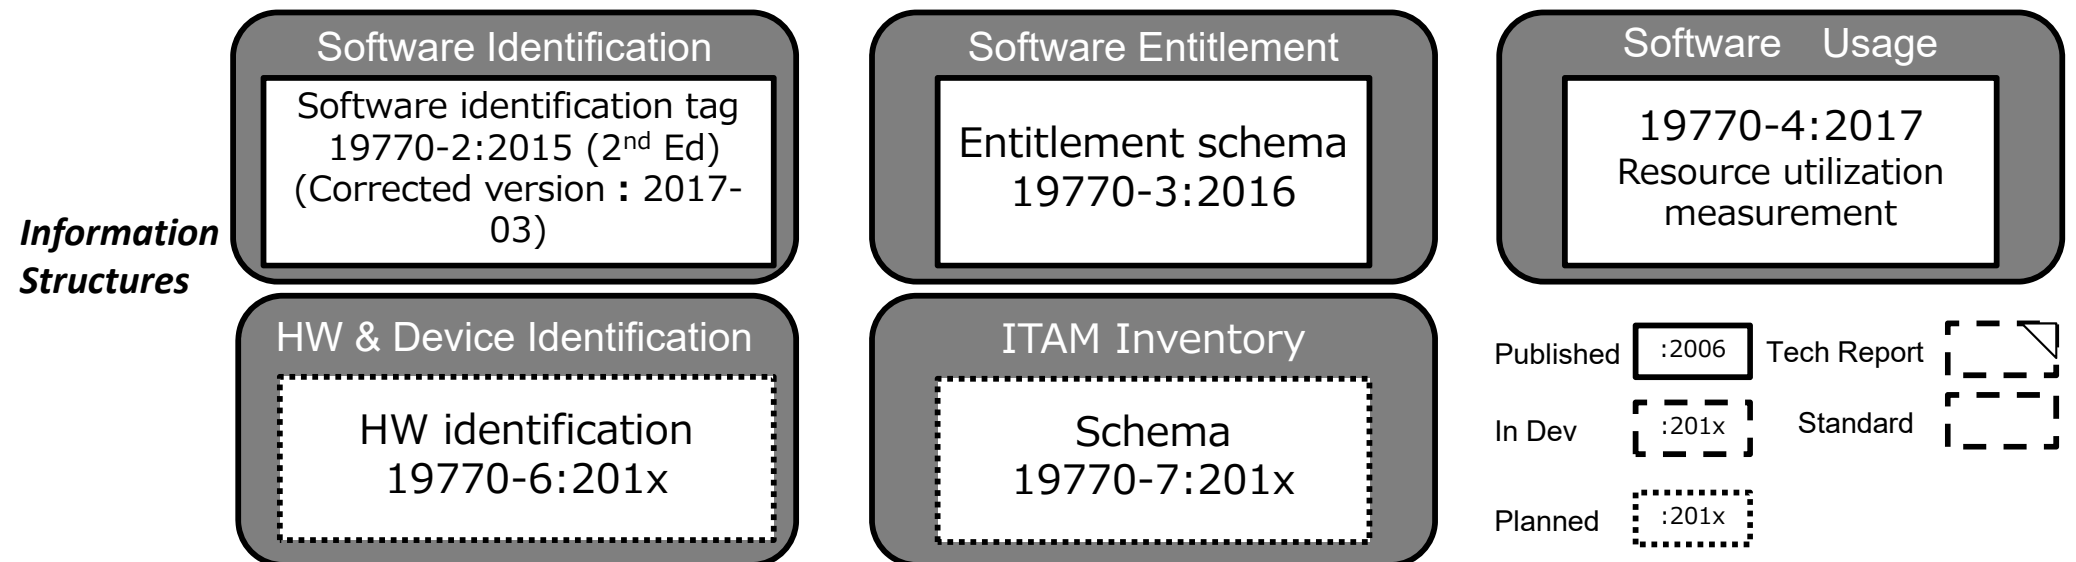 Software Identification
Software identification tag
19770-2:2015 (2nd Ed)
(Corrected version : 2017-
03)
Software Entitlement
Entitlement schema
19770-3:2016
Software Usage
19770-4:2017
Resource utilization
measurement
Information
Structures
HW & Device Identification
HW identification
19770-6:201x
ITAM Inventory
Schema
19770-7:201x
Published :2006 Tech Report
In Dev :201x Standard
Planned :201x